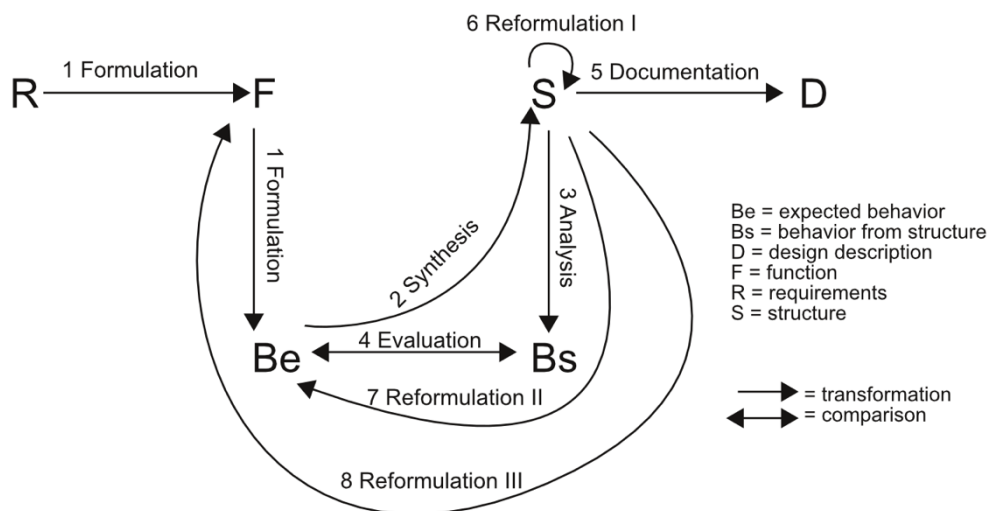 6 Reformulation I
1 Formulation
5 Documentation
R
F
S
D
1 Formulation
3 Analysis
2 Synthesis
Be = expected behavior
Bs = behavior from structure
D = design description
F = function
R = requirements
S = structure
4 Evaluation
Be
Bs
7 Reformulation II
= transformation
= comparison
8 Reformulation III